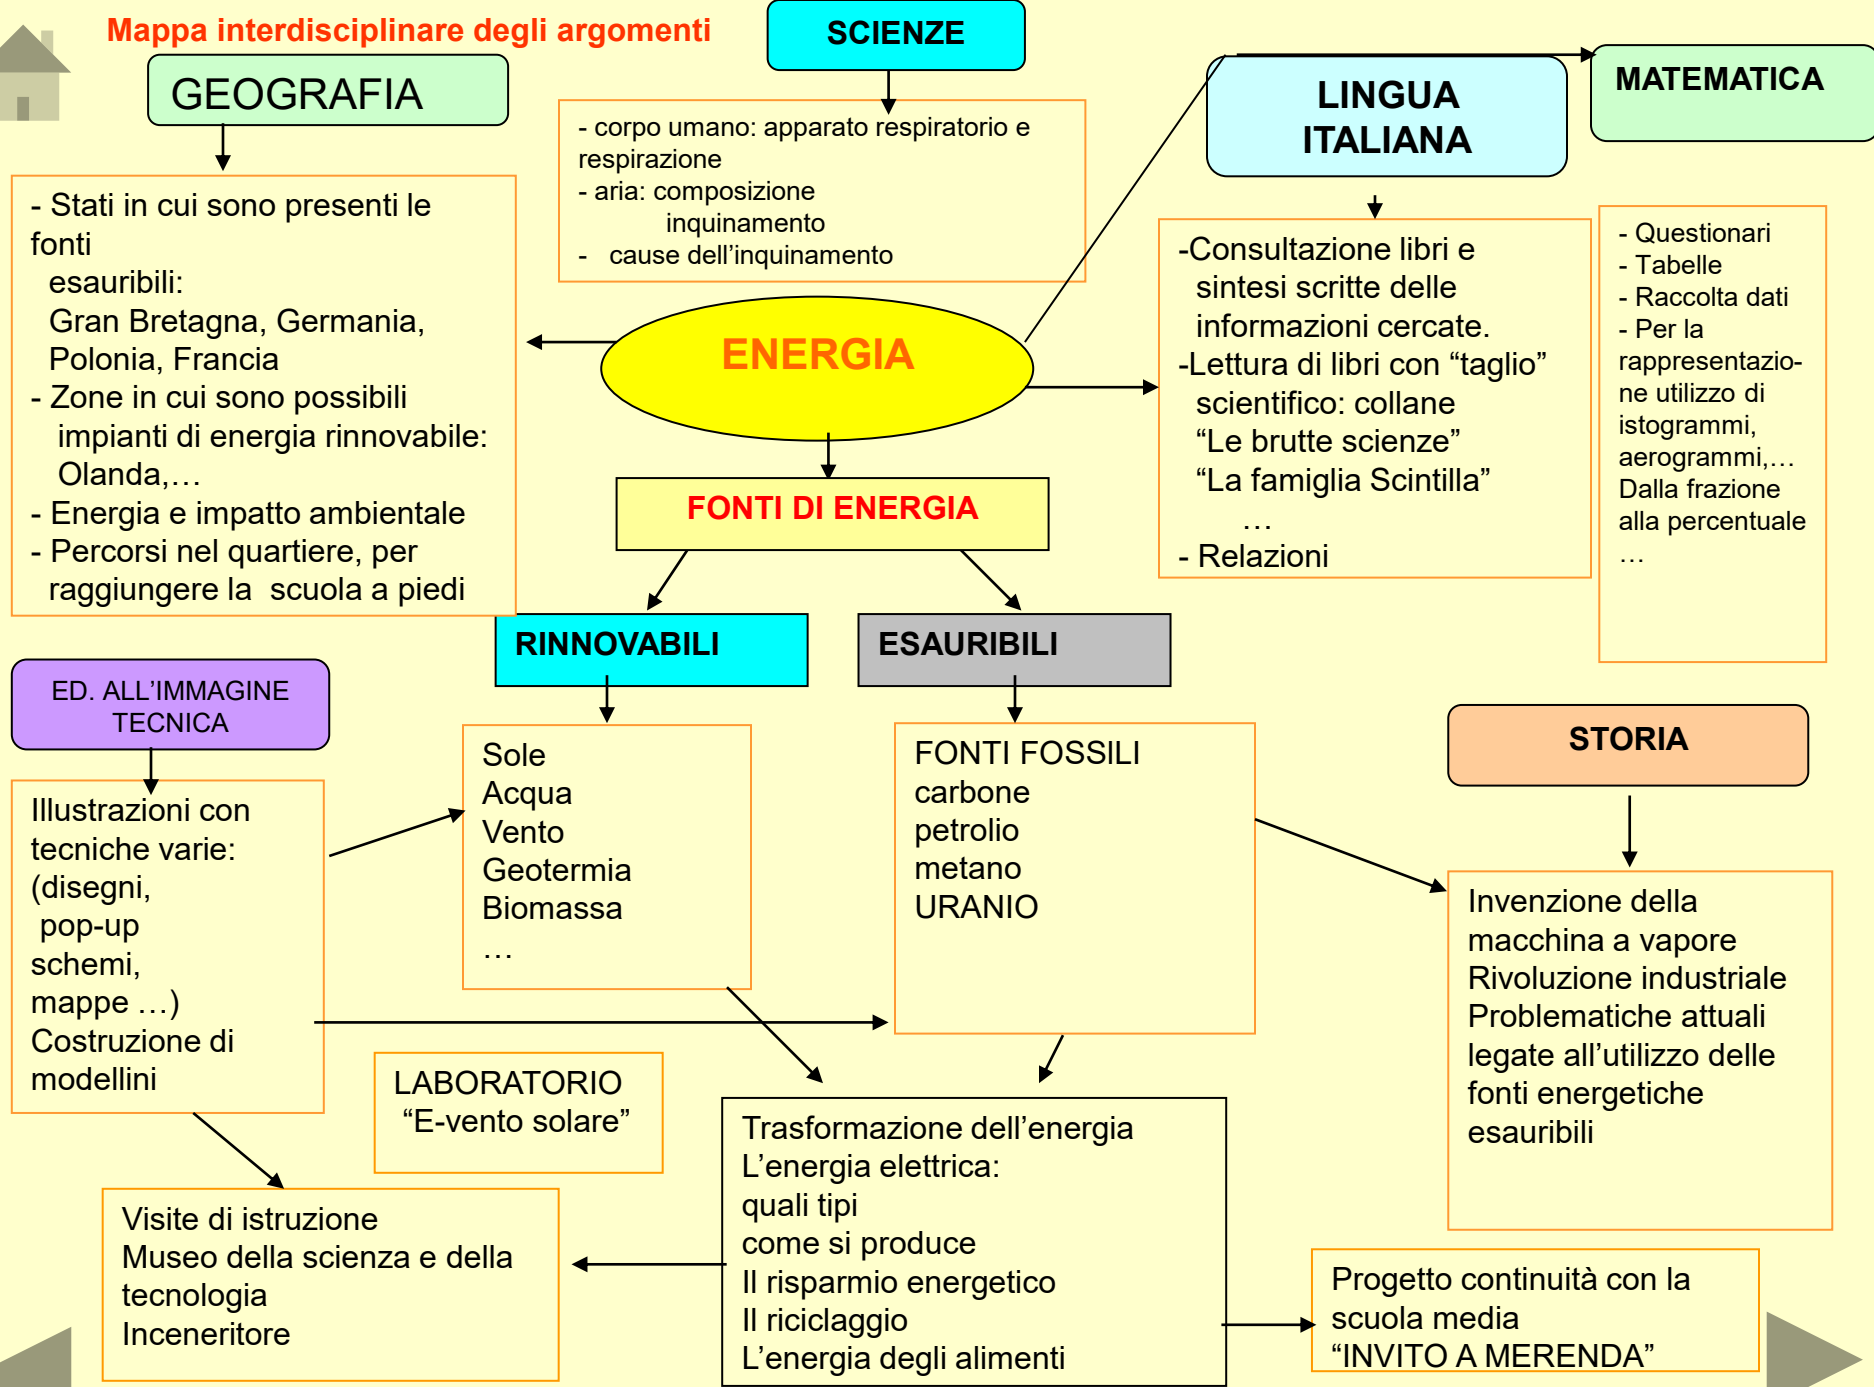 Mappa interdisciplinare degli argomenti
SCIENZE
GEOGRAFIA
LINGUA
ITALIANA
MATEMATICA
- corpo umano: apparato respiratorio e
respirazione
- aria: composizione
inquinamento
- cause dell’inquinamento
- Stati in cui sono presenti le
fonti
esauribili:
Gran Bretagna, Germania,
Polonia, Francia
- Zone in cui sono possibili
impianti di energia rinnovabile:
Olanda,…
- Energia e impatto ambientale
- Percorsi nel quartiere, per
raggiungere la scuola a piedi
-Consultazione libri e
sintesi scritte delle
informazioni cercate.
-Lettura di libri con “taglio”
scientifico: collane
“Le brutte scienze”
“La famiglia Scintilla”
…
- Relazioni
- Questionari
- Tabelle
- Raccolta dati
- Per la
rappresentazio-
ne utilizzo di
istogrammi,
aerogrammi,…
Dalla frazione
alla percentuale
…
ENERGIA
FONTI DI ENERGIA
RINNOVABILI
ESAURIBILI
ED. ALL’IMMAGINE
TECNICA
STORIA
Illustrazioni con
tecniche varie:
(disegni,
pop-up
schemi,
mappe …)
Costruzione di
modellini
Sole
Acqua
Vento
Geotermia
Biomassa
…
FONTI FOSSILI
carbone
petrolio
metano
URANIO
Invenzione della
macchina a vapore
Rivoluzione industriale
Problematiche attuali
legate all’utilizzo delle
fonti energetiche
esauribili
LABORATORIO
“E-vento solare”
Trasformazione dell’energia
L’energia elettrica:
quali tipi
come si produce
Il risparmio energetico
Il riciclaggio
L’energia degli alimenti
Visite di istruzione
Museo della scienza e della
tecnologia
Inceneritore
Progetto continuità con la
scuola media
“INVITO A MERENDA”